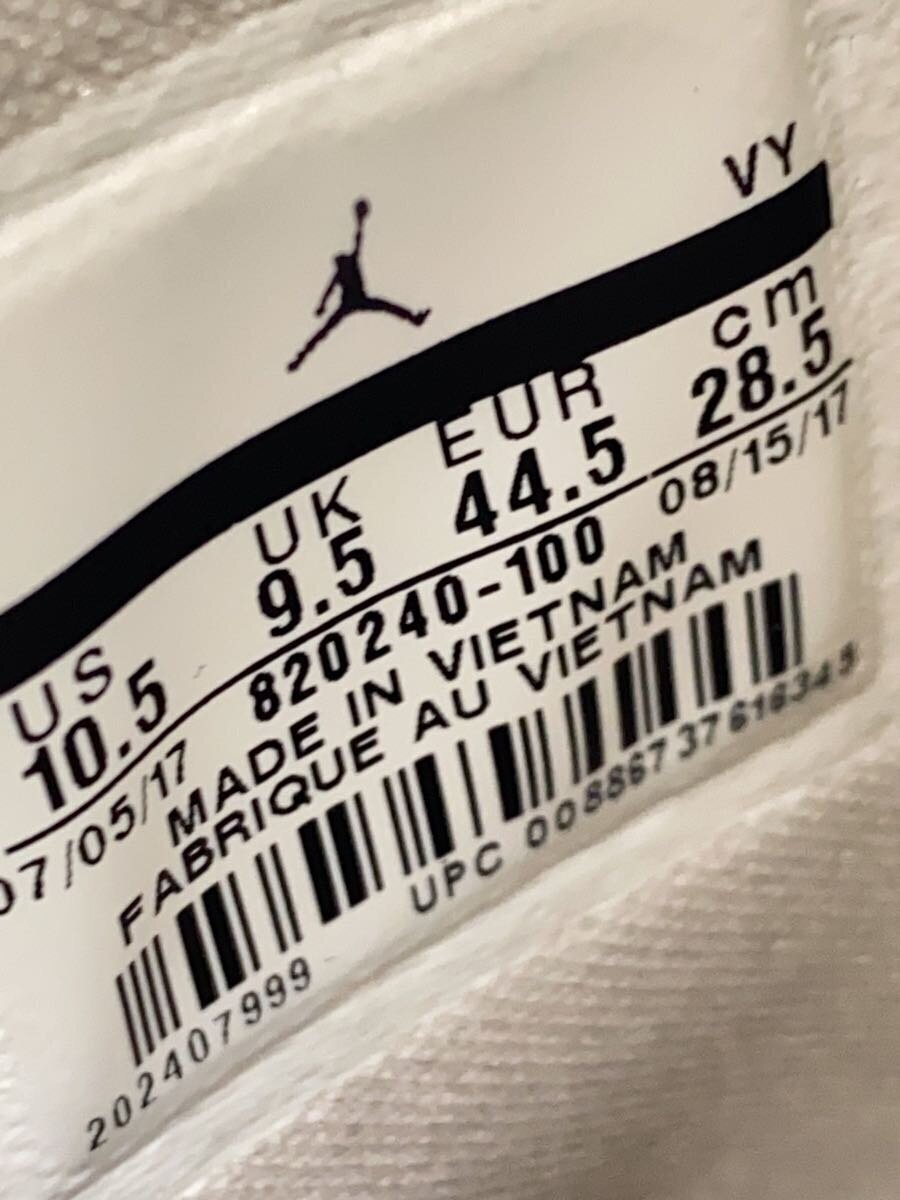 VY
US UK EUR cm
10.5 9.5 44.5 28.5
07/05/17 820240-100 08/15/17
MADE IN VIETNAM
FABRIQUE AU VIETNAM
UPC 00886737616345
202407999